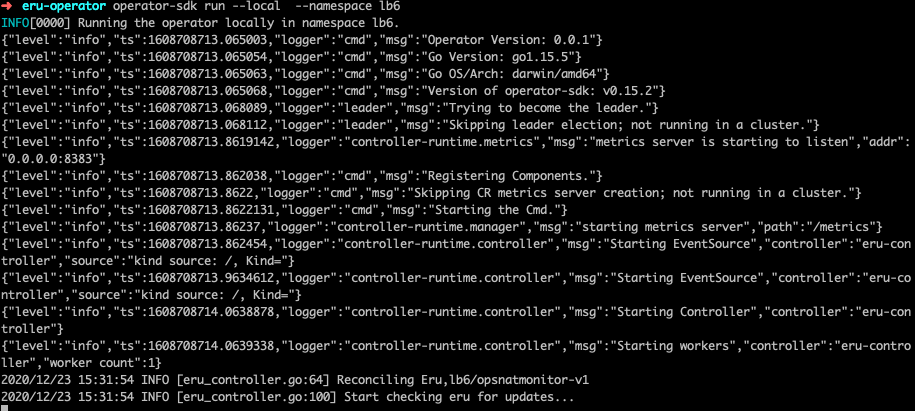 ➜  eru-operator operator-sdk run --local  --namespace lb6
INFO[0000] Running the operator locally in namespace lb6.
{"level":"info","ts":1608708713.065003,"logger":"cmd","msg":"Operator Version: 0.0.1"}
{"level":"info","ts":1608708713.065054,"logger":"cmd","msg":"Go Version: go1.15.5"}
{"level":"info","ts":1608708713.065063,"logger":"cmd","msg":"Go OS/Arch: darwin/amd64"}
{"level":"info","ts":1608708713.065068,"logger":"cmd","msg":"Version of operator-sdk: v0.15.2"}
{"level":"info","ts":1608708713.068089,"logger":"leader","msg":"Trying to become the leader."}
{"level":"info","ts":1608708713.068112,"logger":"leader","msg":"Skipping leader election; not running in a cluster."}
{"level":"info","ts":1608708713.8619142,"logger":"controller-runtime.metrics","msg":"metrics server is starting to listen","addr":
"0.0.0.0:8383"}
{"level":"info","ts":1608708713.862038,"logger":"cmd","msg":"Registering Components."}
{"level":"info","ts":1608708713.8622,"logger":"cmd","msg":"Skipping CR metrics server creation; not running in a cluster."}
{"level":"info","ts":1608708713.8622131,"logger":"cmd","msg":"Starting the Cmd."}
{"level":"info","ts":1608708713.86237,"logger":"controller-runtime.manager","msg":"starting metrics server","path":"/metrics"}
{"level":"info","ts":1608708713.862454,"logger":"controller-runtime.controller","msg":"Starting EventSource","controller":"eru-con
troller","source":"kind source: /, Kind="}
{"level":"info","ts":1608708713.9634612,"logger":"controller-runtime.controller","msg":"Starting EventSource","controller":"eru-co
ntroller","source":"kind source: /, Kind="}
{"level":"info","ts":1608708714.0638878,"logger":"controller-runtime.controller","msg":"Starting Controller","controller":"eru-con
troller"}
{"level":"info","ts":1608708714.0639338,"logger":"controller-runtime.controller","msg":"Starting workers","controller":"eru-contro
ller","worker count":1}
2020/12/23 15:31:54 INFO [eru_controller.go:64] Reconciling Eru,lb6/opsnatmonitor-v1
2020/12/23 15:31:54 INFO [eru_controller.go:100] Start checking eru for updates...